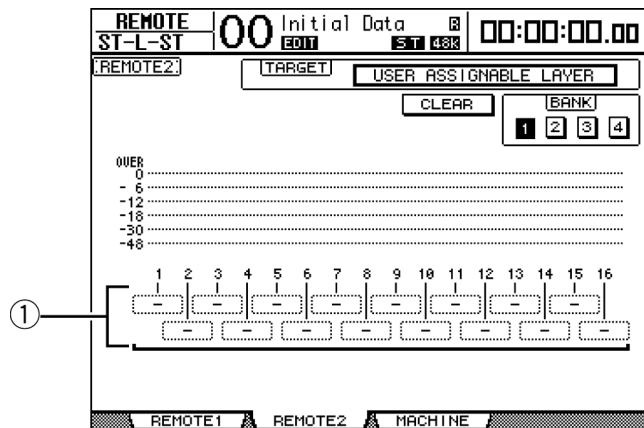 REMOTE
ST-L-ST
00 Initial Data R
EDIT ST 48k
00:00:00.00
REMOTE2
TARGET USER ASSIGNABLE LAYER
CLEAR
BANK
1 2 3 4
OVER
0
-6
-12
-18
-30
-48
1 2 3 4 5 6 7 8 9 10 11 12 13 14 15 16
- - - - - - - -
- - - - - - - -
①
REMOTE1 REMOTE2 MACHINE